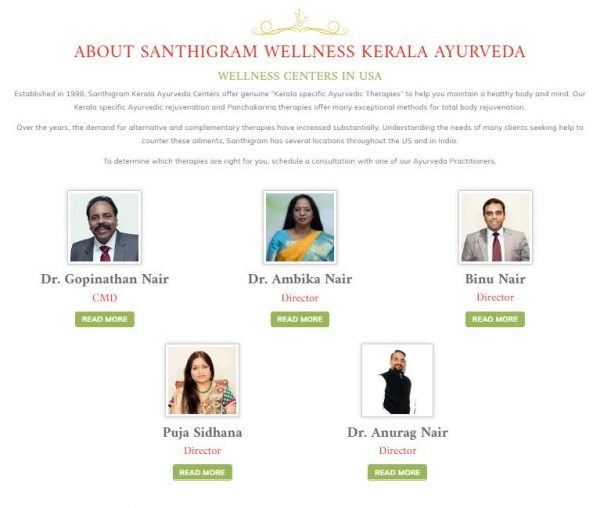 ABOUT SANTHIGRAM WELLNESS KERALA AYURVEDA
WELLNESS CENTERS IN USA
Established in 1998, Santhigram Kerala Ayurveda Centers offer genuine "Kerala specific Ayurvedic Therapies" to help you maintain a healthy body and mind. Our
Kerala specific Ayurvedic rejuvenation and Panchakarma therapies offer many exceptional methods for total body rejuvenation.
Over the years, the demand for alternative and complementary therapies have increased substantially. Understanding the needs of many clients seeking help to
counter these ailments, Santhigram has several locations throughout the US and in India.
To determine which therapies are right for you, schedule a consultation with one of our Ayurveda Practitioners.
Dr. Gopinathan Nair
CMD
READ MORE
Dr. Ambika Nair
Director
READ MORE
Binu Nair
Director
READ MORE
Puja Sidhana
Director
READ MORE
Dr. Anurag Nair
Director
READ MORE